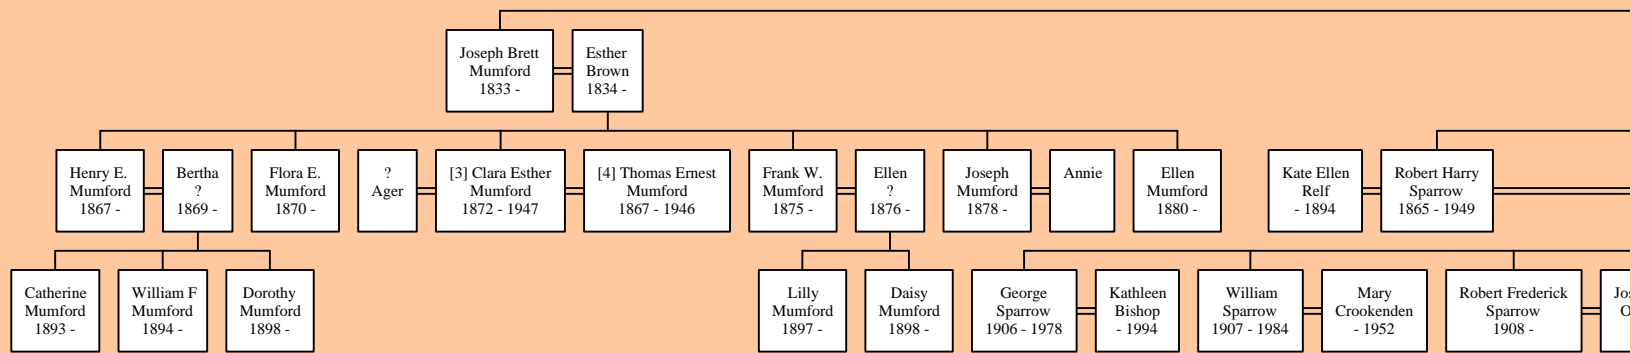 Joseph Brett
Mumford
1833 -
Esther
Brown
1834 -
Henry E.
Mumford
1867 -
Bertha
?
1869 -
Flora E.
Mumford
1870 -
?
Ager
[3] Clara Esther
Mumford
1872 - 1947
[4] Thomas Ernest
Mumford
1867 - 1946
Frank W.
Mumford
1875 -
Ellen
?
1876 -
Joseph
Mumford
1878 -
Annie
Ellen
Mumford
1880 -
Kate Ellen
Relf
- 1894
Robert Harry
Sparrow
1865 - 1949
Catherine
Mumford
1893 -
William F
Mumford
1894 -
Dorothy
Mumford
1898 -
Lilly
Mumford
1897 -
Daisy
Mumford
1898 -
George
Sparrow
1906 - 1978
Kathleen
Bishop
- 1994
William
Sparrow
1907 - 1984
Mary
Crookenden
- 1952
Robert Frederick
Sparrow
1908 -